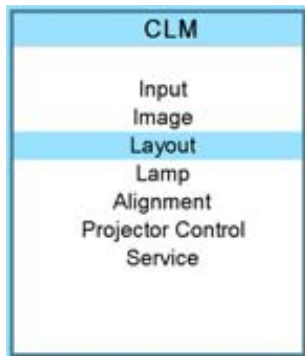 CLM
Input
Image
Layout
Lamp
Alignment
Projector Control
Service